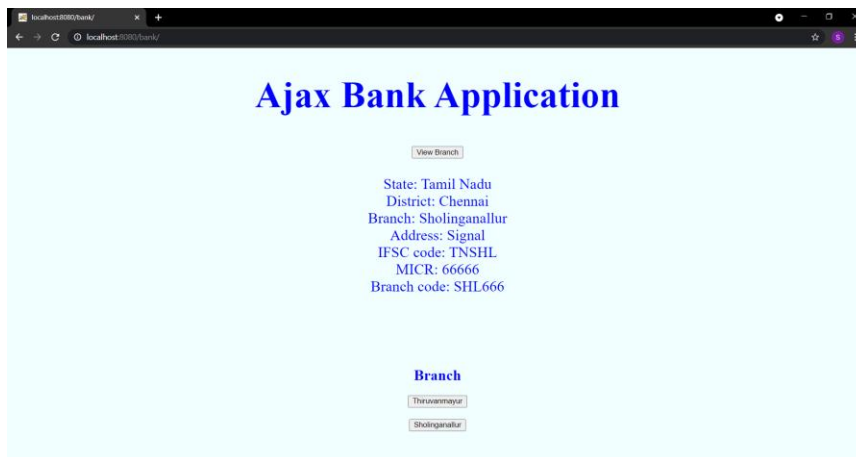 localhost:8080/bank/
localhost:8080/bank/
S
Ajax Bank Application
View Branch
State: Tamil Nadu
District: Chennai
Branch: Sholinganallur
Address: Signal
IFSC code: TNSHL
MICR: 66666
Branch code: SHL666
Branch
Thiruvanmayur
Sholinganallur